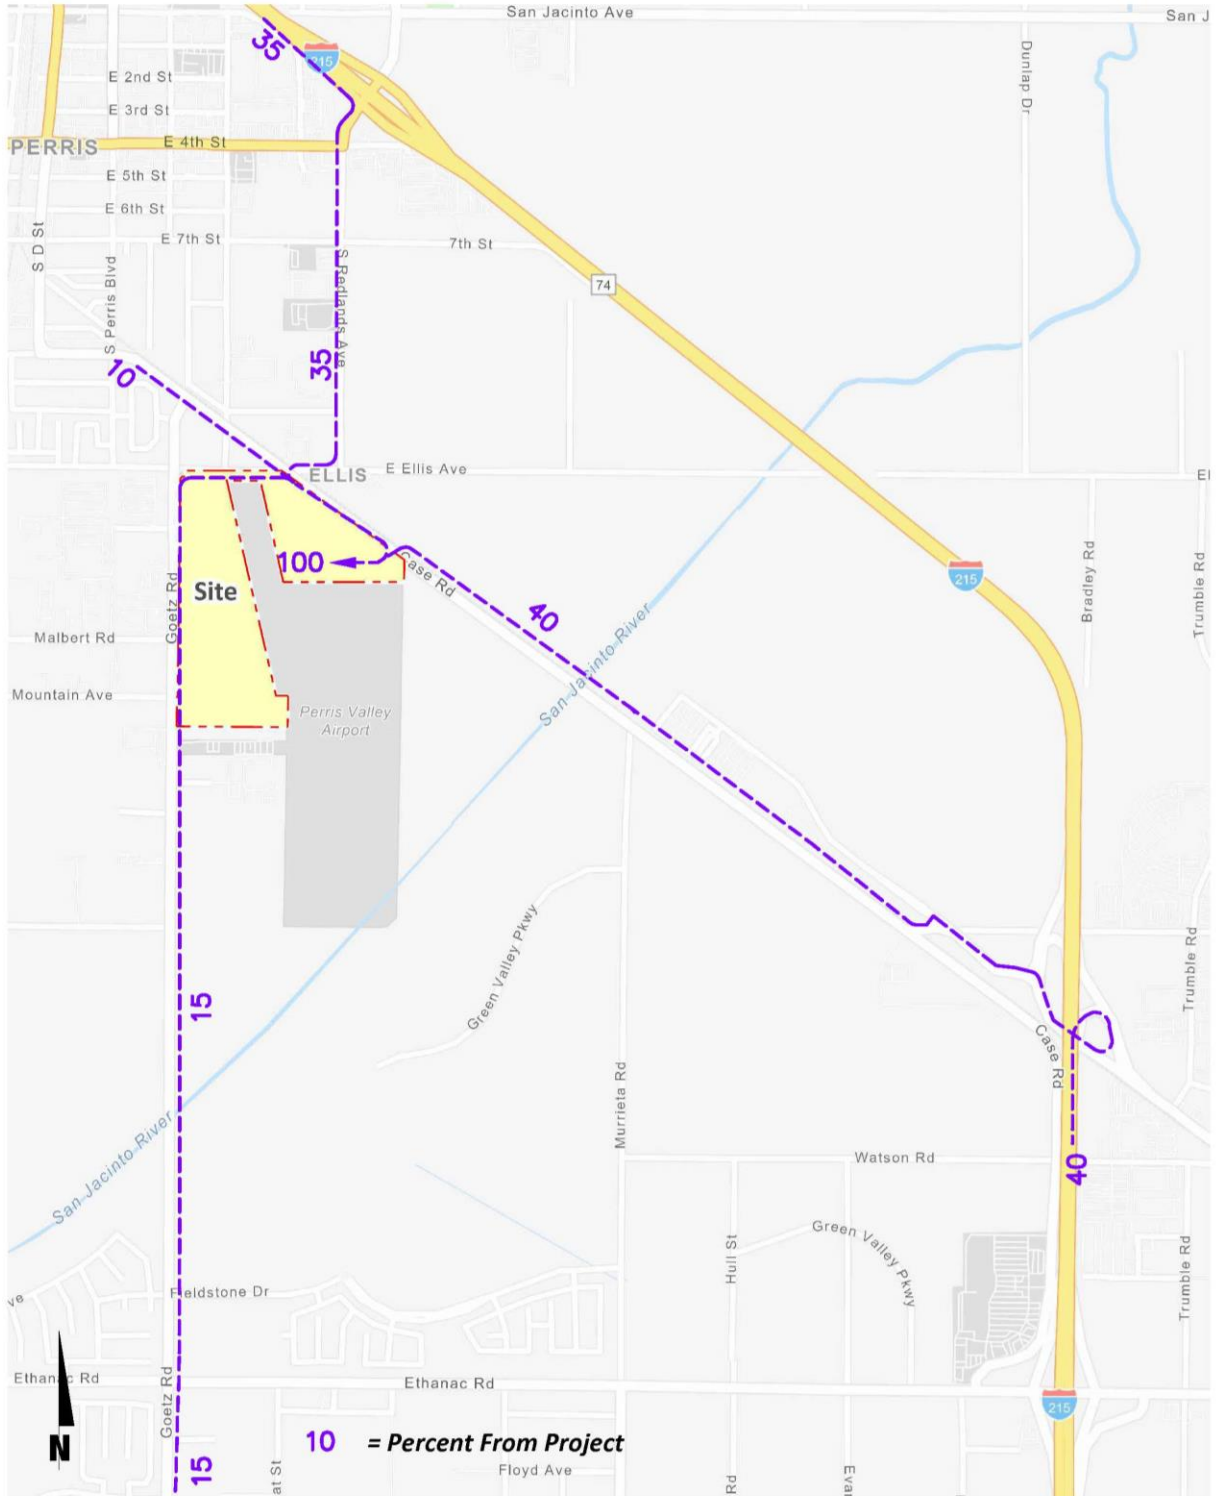 San Jacinto Ave
San J
35
215
Dunlap Dr
E 2nd St
E 3rd St
E 4th St
PERRIS
E 5th St
E 6th St
E 7th St
7th St
S D St
S Perris Blvd
S Redlands Ave
74
35
10
ELLIS
E Ellis Ave
El
100
Case Rd
215
Site
Goetz Rd
40
Bradley Rd
Trumble Rd
Malbert Rd
San Jacinto River
Mountain Ave
Perris Valley
Airport
15
Green Valley Pkwy
Trumble Rd
Case Rd
Murrieta Rd
San Jacinto River
Watson Rd
40
Hull St
Green Valley Pkwy
Trumble Rd
ve
Fieldstone Dr
Ethanac Rd
Ethanac Rd
Goetz Rd
215
N
10 = Percent From Project
15
at St
Floyd Ave
Rd
Evan